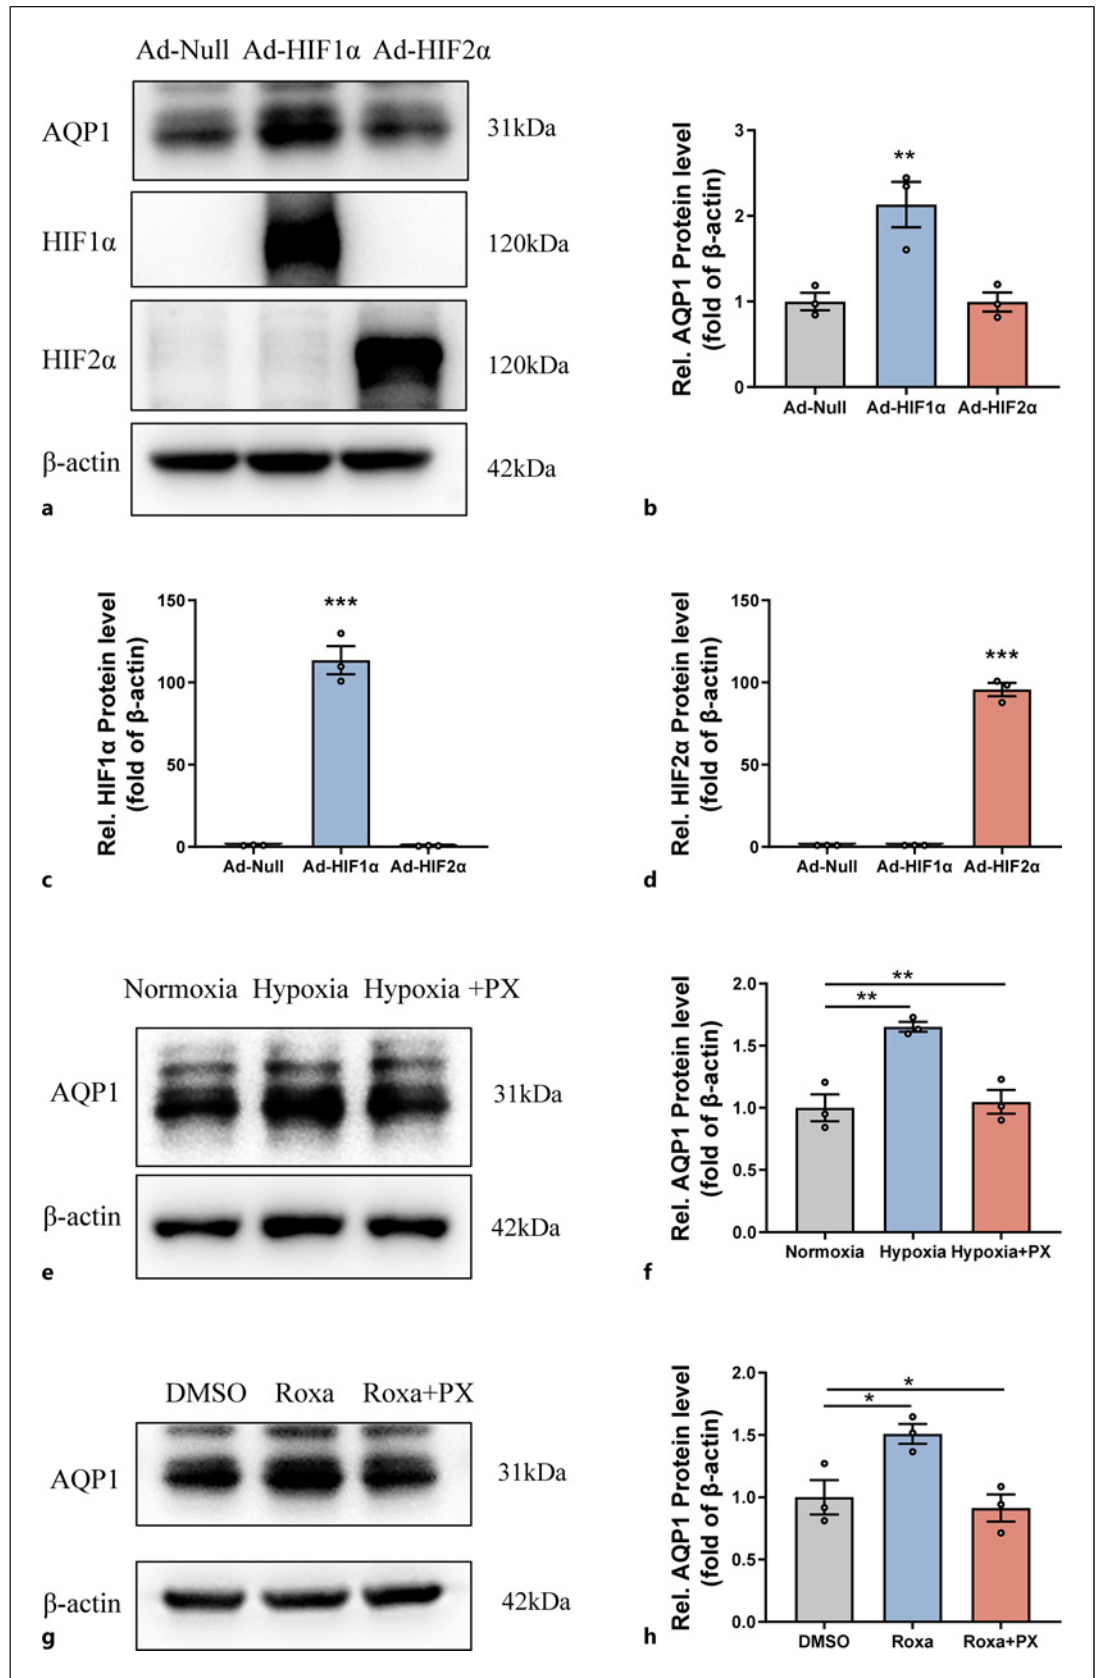 Ad-Null Ad-HIF1α Ad-HIF2α
AQP1
31kDa
HIF1α
120kDa
HIF2α
120kDa
β-actin
42kDa
a
Rel. AQP1 Protein level
(fold of β-actin)
3
2
1
0
**
Ad-Null Ad-HIF1α Ad-HIF2α
b
Rel. HIF1α Protein level
(fold of β-actin)
150
100
50
0
***
Ad-Null Ad-HIF1α Ad-HIF2α
c
Rel. HIF2α Protein level
(fold of β-actin)
150
100
50
0
***
Ad-Null Ad-HIF1α Ad-HIF2α
d
Normoxia Hypoxia Hypoxia +PX
AQP1
31kDa
β-actin
42kDa
e
Rel. AQP1 Protein level
(fold of β-actin)
2.0
1.5
1.0
0.5
0.0
**
**
Normoxia Hypoxia Hypoxia+PX
f
DMSO Roxa Roxa+PX
AQP1
31kDa
β-actin
42kDa
g
Rel. AQP1 Protein level
(fold of β-actin)
2.0
1.5
1.0
0.5
0.0
*
*
DMSO Roxa Roxa+PX
h